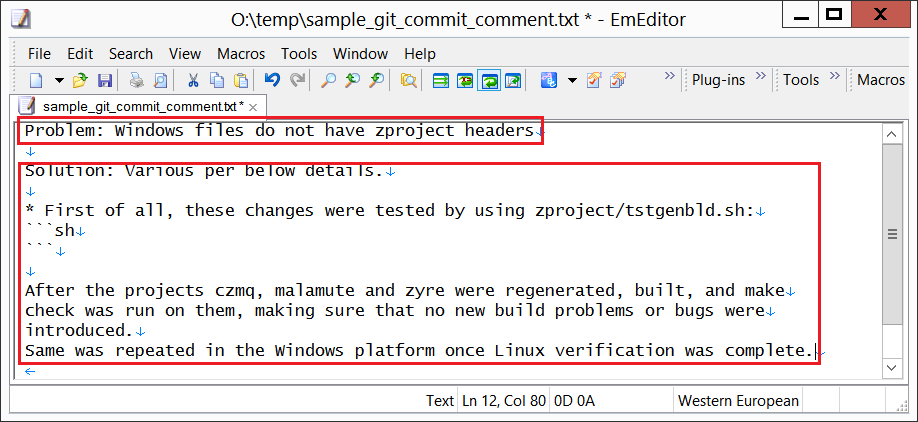 O:\temp\sample_git_commit_comment.txt * - EmEditor
File Edit Search View Macros Tools Window Help
Plug-ins » Tools » Macros
sample_git_commit_comment.txt *
Problem: Windows files do not have zproject headers

Solution: Various per below details.

* First of all, these changes were tested by using zproject/tstgenbld.sh:
```sh
```

After the projects czmq, malamute and zyre were regenerated, built, and make
check was run on them, making sure that no new build problems or bugs were
introduced.
Same was repeated in the Windows platform once Linux verification was complete.
Text Ln 12, Col 80 0D 0A Western European